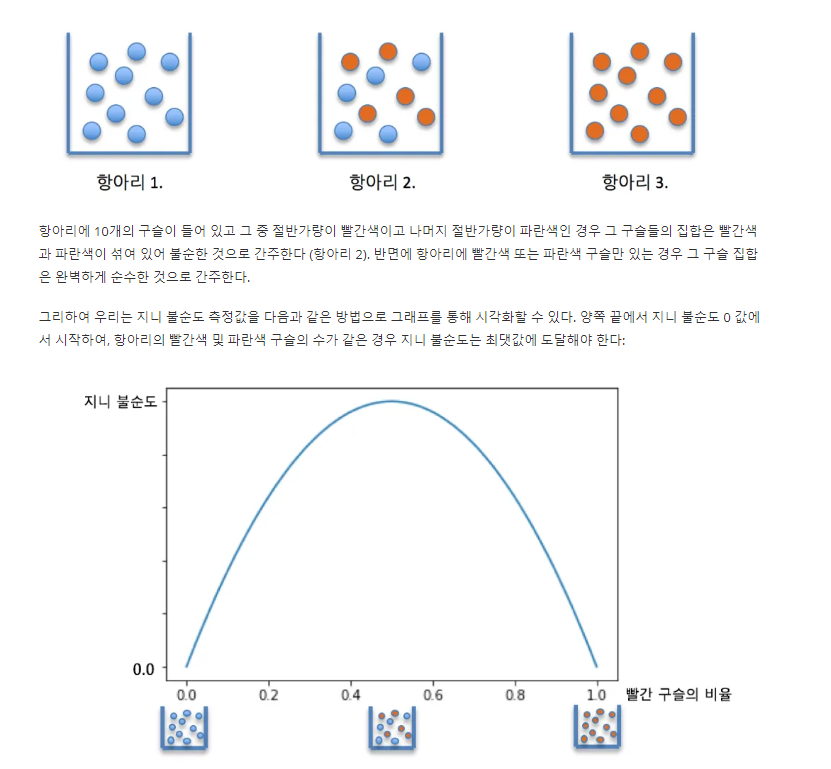 항아리 1. 항아리 2. 항아리 3.
항아리에 10개의 구슬이 들어 있고 그 중 절반가량이 빨간색이고 나머지 절반가량이 파란색인 경우 그 구슬들의 집합은 빨간색
과 파란색이 섞여 있어 불순한 것으로 간주한다 (항아리 2). 반면에 항아리에 빨간색 또는 파란색 구슬만 있는 경우 그 구슬 집합
은 완벽하게 순수한 것으로 간주한다.
그리하여 우리는 지니 불순도 측정값을 다음과 같은 방법으로 그래프를 통해 시각화할 수 있다. 양쪽 끝에서 지니 불순도 0 값에
서 시작하여, 항아리의 빨간색 및 파란색 구슬의 수가 같은 경우 지니 불순도는 최댓값에 도달해야 한다:
지니 불순도
0.0
0.0 0.2 0.4 0.6 0.8 1.0 빨간 구슬의 비율